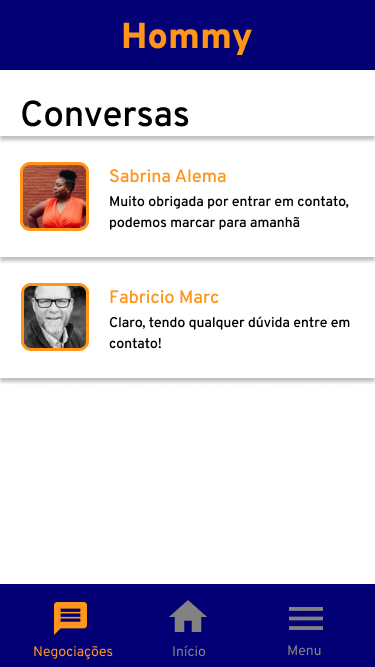 Hommy
Conversas
Sabrina Alema
Muito obrigada por entrar em contato,
podemos marcar para amanhã
Fabricio Marc
Claro, tendo qualquer dúvida entre em
contato!
Negociações
Início
Menu